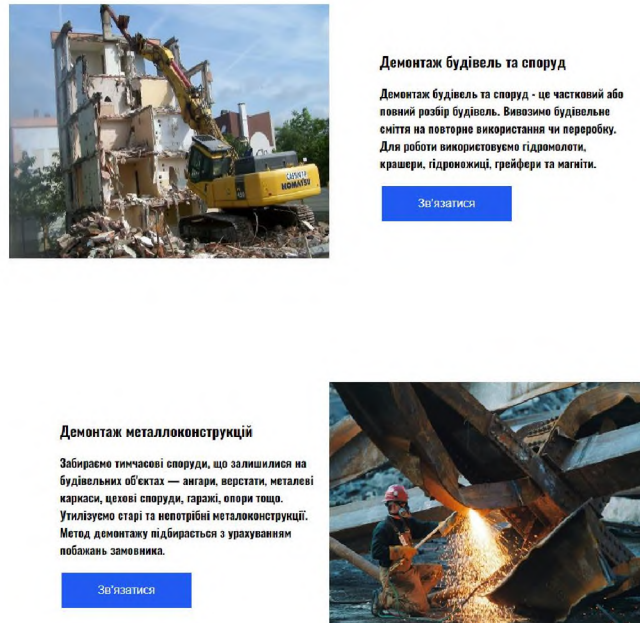 Демонтаж будівель та споруд
Демонтаж будівель та споруд - це частковий або
повний розбір будівель. Вивозимо будівельне
сміття на повторне використання чи переробку.
Для роботи використовуємо гідромолоти,
крашери, гідроножиці, грейфери та магніти.
Зв'язатися
KOMATSU
Демонтаж металлоконструкцій
Забираємо тимчасові споруди, що залишилися на
будівельних об'єктах — ангари, верстати, металеві
каркаси, цехові споруди, гаражі, опори тощо.
Утилізуємо старі та непотрібні металоконструкції.
Метод демонтажу підбирається з урахуванням
побажань замовника.
Зв'язатися